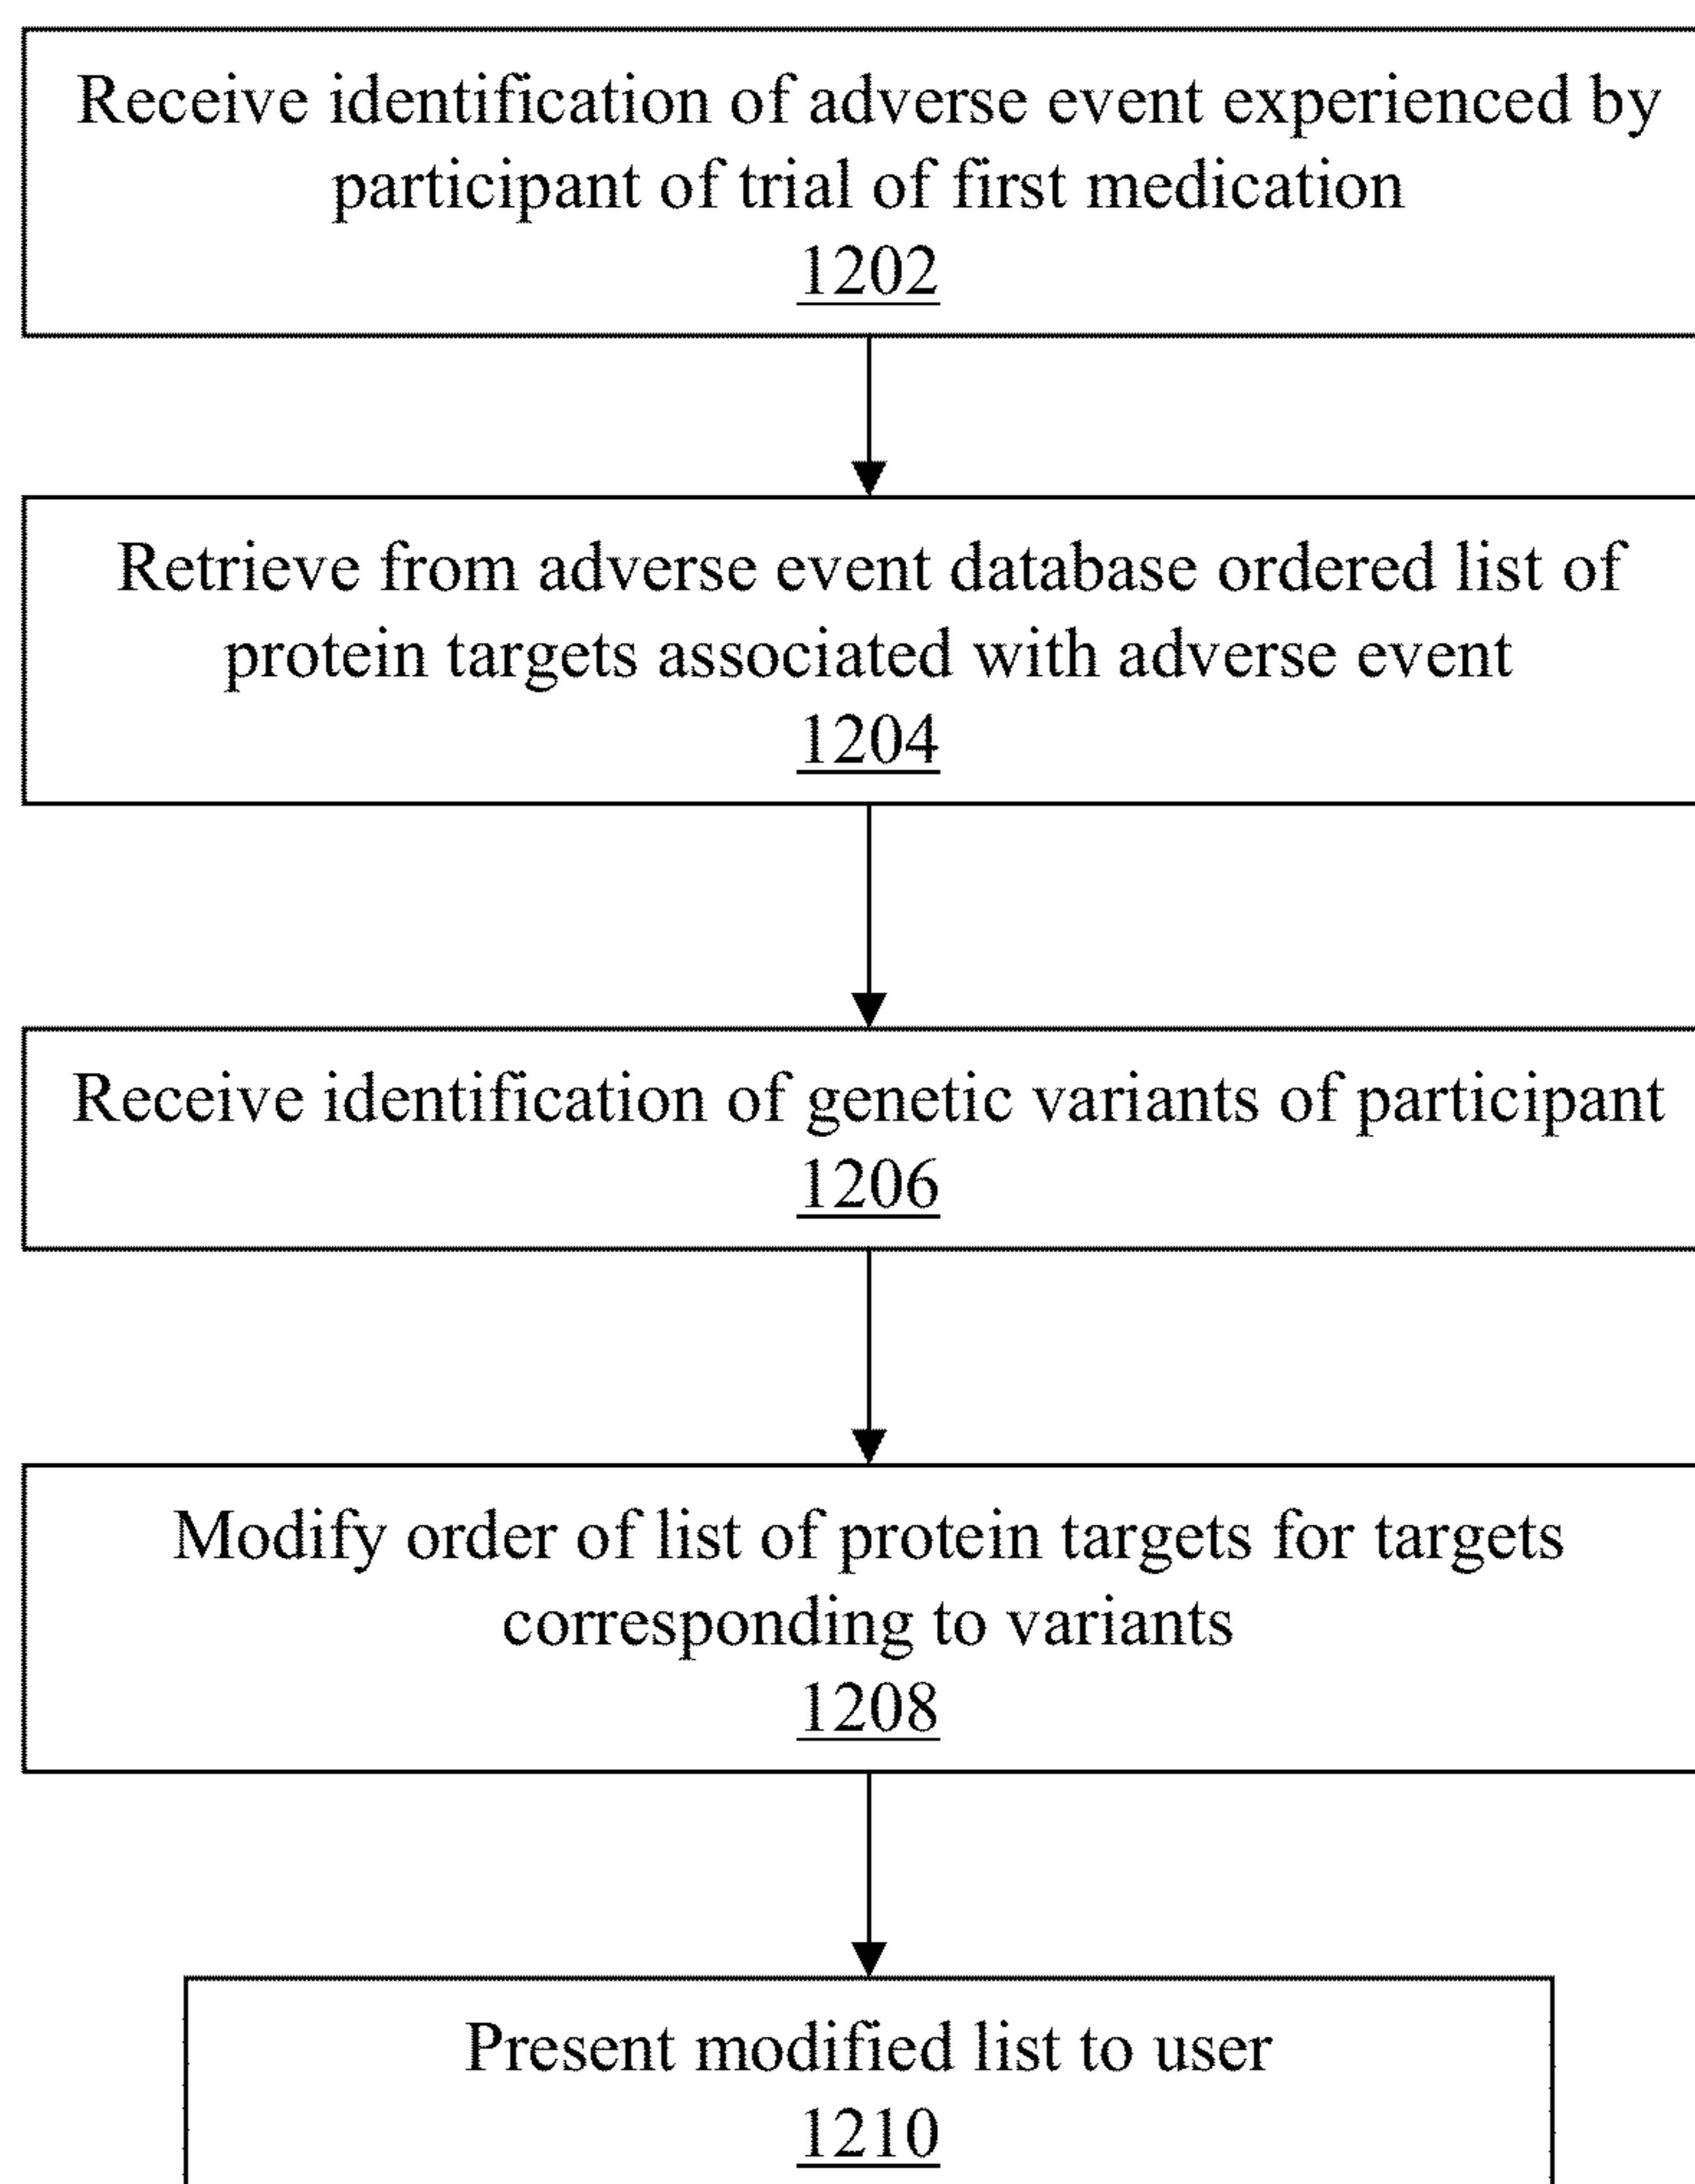 Receive identification of adverse event experienced by
participant of trial of first medication
1202
Retrieve from adverse event database ordered list of
protein targets associated with adverse event
1204
Receive identification of genetic variants of participant
1206
Modify order of list of protein targets for targets
corresponding to variants
1208
Present modified list to user
1210